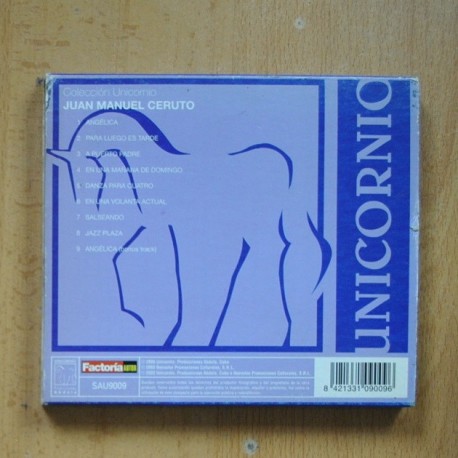 Colección Unicornio
JUAN MANUEL CERUTO
1 ANGÉLICA
2 PARA LUEGO ES TARDE
3 A PUERTO PADRE
4 EN UNA MAÑANA DE DOMINGO
5 DANZA PARA CUATRO
6 EN UNA VOLANTA ACTUAL
7 SALSEANDO
8 JAZZ PLAZA
9 ANGÉLICA (bonus track)
UNICORNIO
Factoría
SAU9009
8 421331 090096